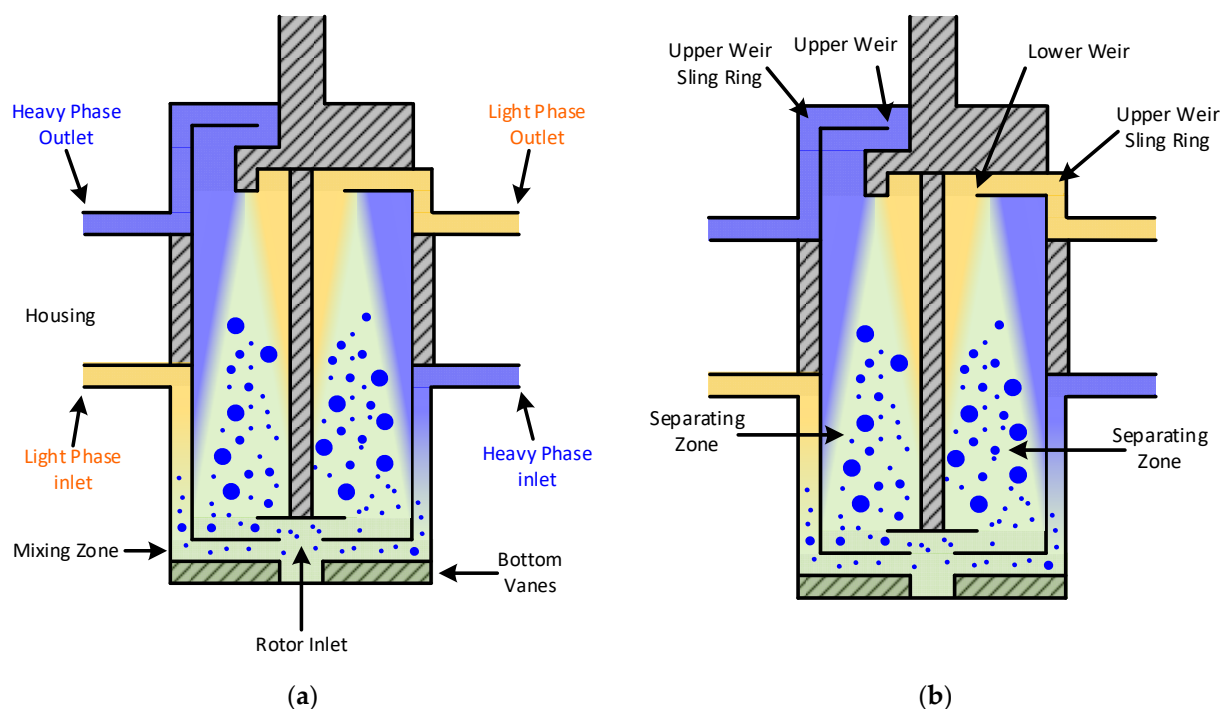 Heavy Phase
Outlet
Light Phase
Outlet
Housing
Light Phase
inlet
Heavy Phase
inlet
Mixing Zone
Bottom
Vanes
Rotor Inlet
(a)
Upper Weir
Sling Ring
Upper Weir
Lower Weir
Upper Weir
Sling Ring
Separating
Zone
Separating
Zone
(b)